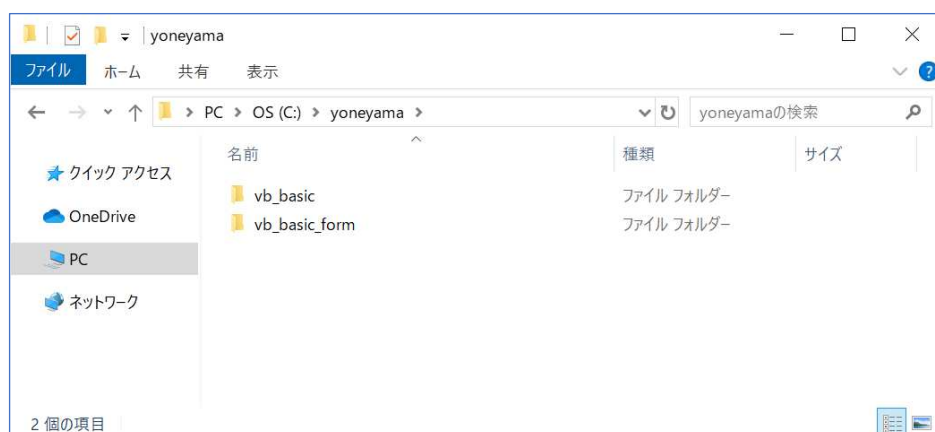 yoneyama
ファイル ホーム 共有 表示
PC > OS (C:) > yoneyama > yoneyamaの検索
名前 種類 サイズ
クイック アクセス
vb_basic ファイル フォルダー
OneDrive
vb_basic_form ファイル フォルダー
PC
ネットワーク
2 個の項目